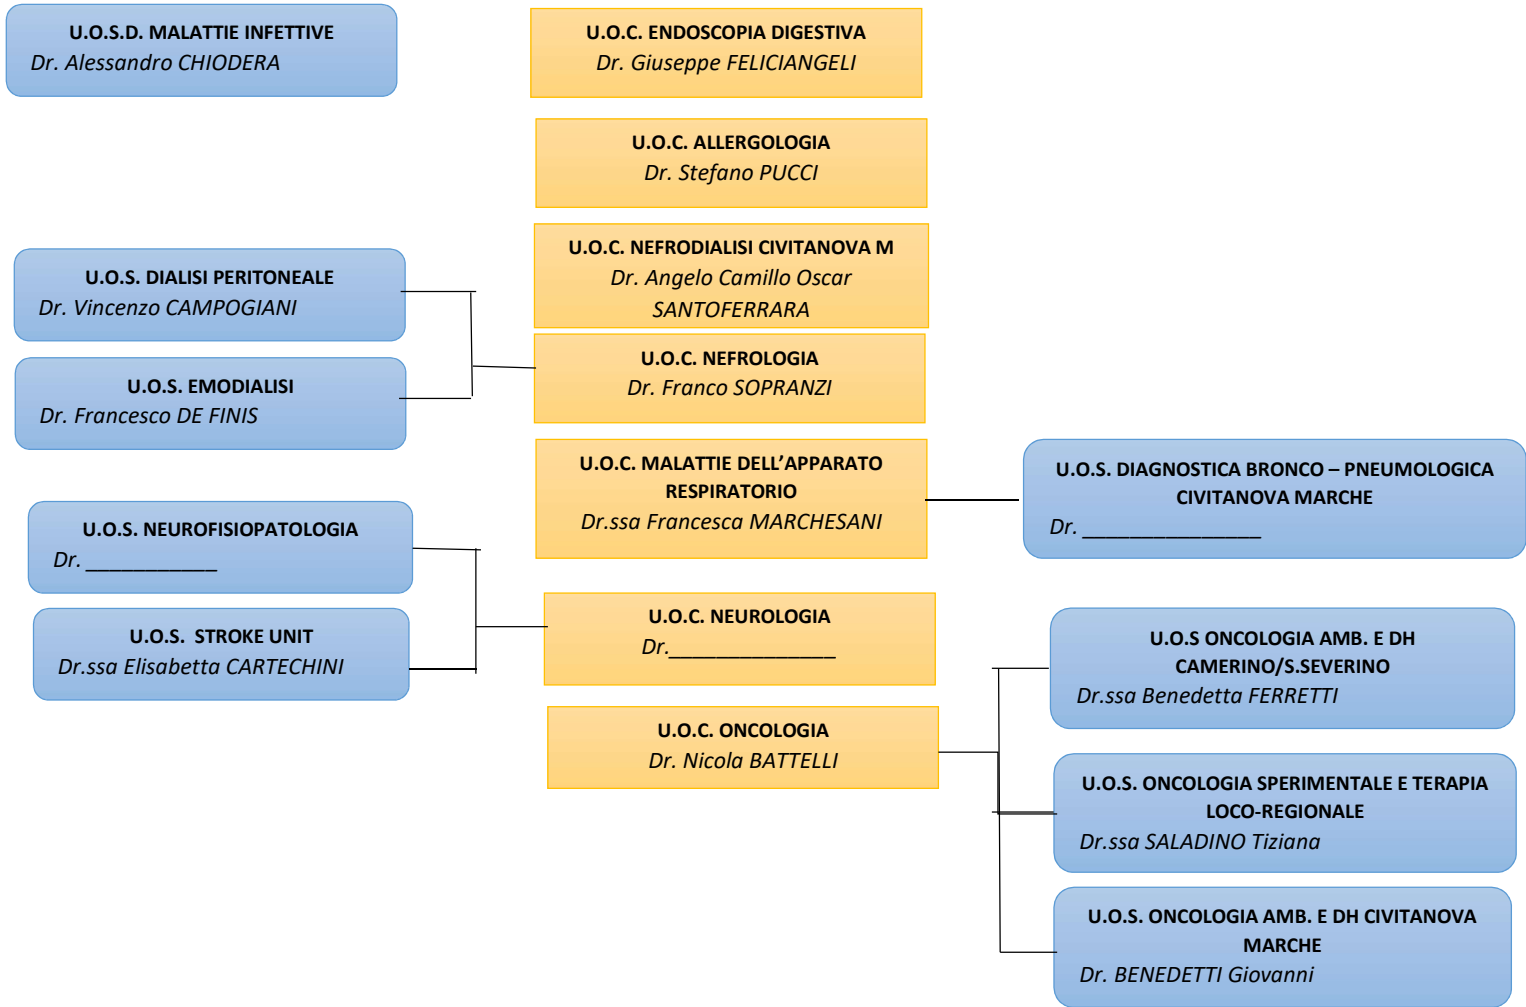 U.O.S.D. MALATTIE INFETTIVE
Dr. Alessandro CHIODERA
U.O.C. ENDOSCOPIA DIGESTIVA
Dr. Giuseppe FELICIANGELI
U.O.C. ALLERGOLOGIA
Dr. Stefano PUCCI
U.O.C. NEFRODIALISI CIVITANOVA M
Dr. Angelo Camillo Oscar
SANTOFERRARA
U.O.S. DIALISI PERITONEALE
Dr. Vincenzo CAMPOGIANI
U.O.S. EMODIALISI
Dr. Francesco DE FINIS
U.O.C. NEFROLOGIA
Dr. Franco SOPRANZI
U.O.C. MALATTIE DELL’APPARATO
RESPIRATORIO
Dr.ssa Francesca MARCHESANI
U.O.S. DIAGNOSTICA BRONCO – PNEUMOLOGICA
CIVITANOVA MARCHE
Dr. _______________
U.O.S. NEUROFISIOPATOLOGIA
Dr. ___________
U.O.S. STROKE UNIT
Dr.ssa Elisabetta CARTECHINI
U.O.C. NEUROLOGIA
Dr.______________
U.O.C. ONCOLOGIA
Dr. Nicola BATTELLI
U.O.S ONCOLOGIA AMB. E DH
CAMERINO/S.SEVERINO
Dr.ssa Benedetta FERRETTI
U.O.S. ONCOLOGIA SPERIMENTALE E TERAPIA
LOCO-REGIONALE
Dr.ssa SALADINO Tiziana
U.O.S. ONCOLOGIA AMB. E DH CIVITANOVA
MARCHE
Dr. BENEDETTI Giovanni